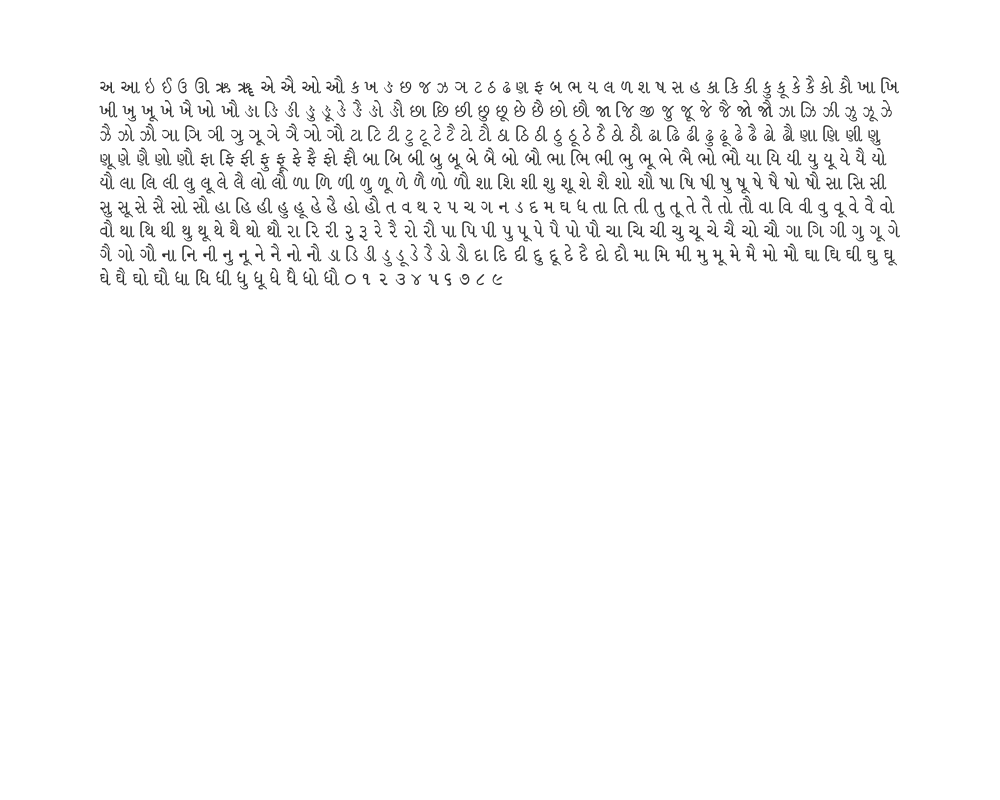 અ આ ઇ ઈ ઉ ઊ ઋ ૠ એ ઐ ઓ ઔ ક ખ ઙ છ જ ઝ ઞ ટ ઠ ઢ ણ ફ બ ભ ય લ ળ શ ષ સ હ કા કિ કી કુ કૂ કે કૈ કો કૌ ખા ખિ
ખી ખુ ખૂ ખે ખૈ ખો ખૌ ઙા ઙિ ઙી ઙુ ઙૂ ઙે ઙૈ ઙો ઙૌ છા છિ છી છુ છૂ છે છૈ છો છૌ જા જિ જી જુ જૂ જે જૈ જો જૌ ઝા ઝિ ઝી ઝુ ઝૂ ઝે
ઝૈ ઝો ઝૌ ઞા ઞિ ઞી ઞુ ઞૂ ઞે ઞૈ ઞો ઞૌ ટા ટિ ટી ટુ ટૂ ટે ટૈ ટો ટૌ ઠા ઠિ ઠી ઠુ ઠૂ ઠે ઠૈ ઠો ઠૌ ઢા ઢિ ઢી ઢુ ઢૂ ઢે ઢૈ ઢો ઢૌ ણા ણિ ણી ણુ
ણૂ ણે ણૈ ણો ણૌ ફા ફિ ફી ફુ ફૂ ફે ફૈ ફો ફૌ બા બિ બી બુ બૂ બે બૈ બો બૌ ભા ભિ ભી ભુ ભૂ ભે ભૈ ભો ભૌ યા યિ યી યુ યૂ યે યૈ યો
યૌ લા લિ લી લુ લૂ લે લૈ લો લૌ ળા ળિ ળી ળુ ળૂ ળે ળૈ ળો ળૌ શા શિ શી શુ શૂ શે શૈ શો શૌ ષા ષિ ષી ષુ ષૂ ષે ષૈ ષો ષૌ સા સિ સી
સુ સૂ સે સૈ સો સૌ હા હિ હી હુ હૂ હે હૈ હો હૌ ત વ થ ર પ ચ ગ ન ડ દ મ ઘ ધ તા તિ તી તુ તૂ તે તૈ તો તૌ વા વિ વી વુ વૂ વે વૈ વો
વૌ થા થિ થી થુ થૂ થે થૈ થો થૌ રા રિ રી રુ રૂ રે રૈ રો રૌ પા પિ પી પુ પૂ પે પૈ પો પૌ ચા ચિ ચી ચુ ચૂ ચે ચૈ ચો ચૌ ગા ગિ ગી ગુ ગૂ ગે
ગૈ ગો ગૌ ના નિ ની નુ નૂ ને નૈ નો નૌ ડા ડિ ડી ડુ ડૂ ડે ડૈ ડો ડૌ દા દિ દી દુ દૂ દે દૈ દો દૌ મા મિ મી મુ મૂ મે મૈ મો મૌ ઘા ઘિ ઘી ઘુ ઘૂ
ઘે ઘૈ ઘો ઘૌ ધા ધિ ધી ધુ ધૂ ધે ધૈ ધો ધૌ ૦ ૧ ૨ ૩ ૪ ૫ ૬ ૭ ૮ ૯